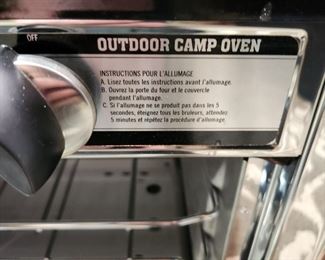 OFF
OUTDOOR CAMP OVEN
INSTRUCTIONS POUR L'ALLUMAGE
A. Lisez toutes les instructions avant l'allumage.
B. Ouvrez la porte du four et le couvercle
pendant l'allumage.
C. Si l'allumage ne se produit pas dans les 5
secondes, éteignez tous les bruleurs, attendez
5 minutes et répétez la procédure d'allumage.